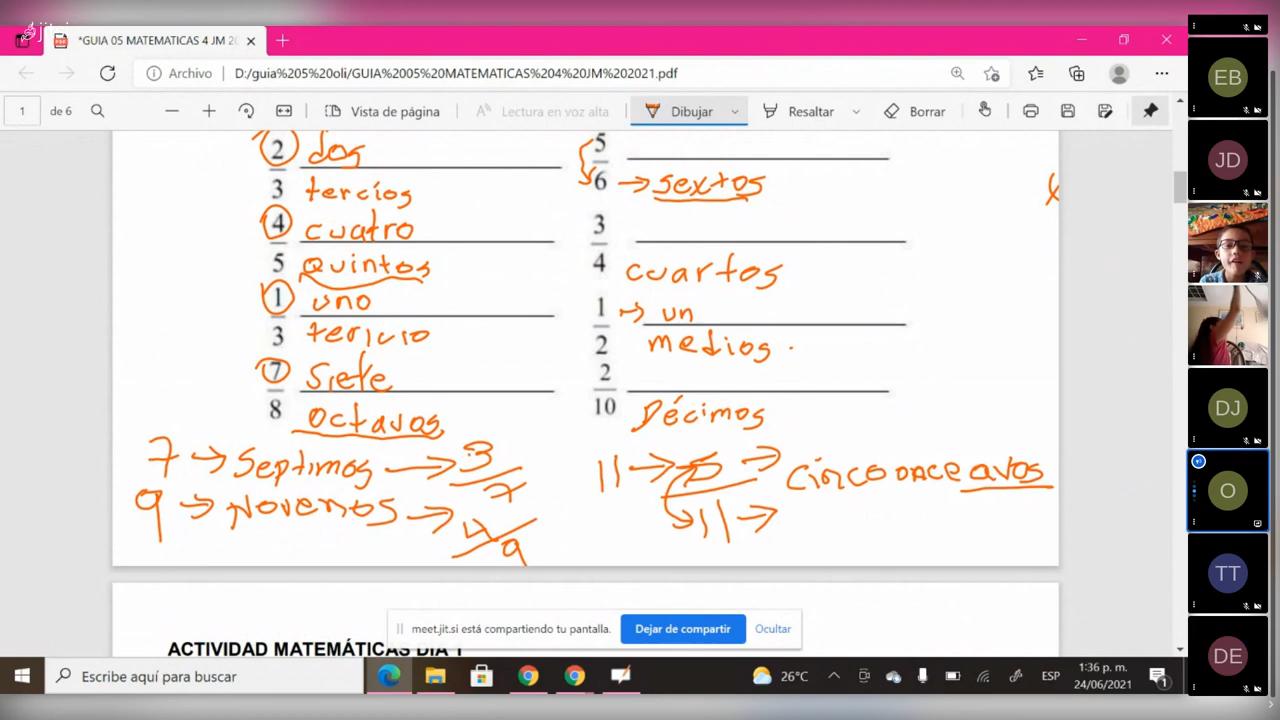 jitsi
*GUIA 05 MATEMATICAS 4 JM 20
Archivo D:/guia%205%20oli/GUIA%2005%20MATEMATICAS%204%20JM%202021.pdf
1 de 6 Vista de página Lectura en voz alta Dibujar Resaltar Borrar
2 dos
3 tercios
4 cuatro
5 Quintos
1 uno
3 tericio
7 Siete
8 octavos
5
6 → sextos
3
4 cuartos
1 → un
2 medios.
2
10 Décimos
7 → Septimos → 3/7
9 → Novenos → 4/9
11 → 5 → cinco once avos
11 →
ACTIVIDAD MATEMÁTICAS DIA 1
meet.jit.si está compartiendo tu pantalla. Dejar de compartir Ocultar
Escribe aquí para buscar
26°C ESP 1:36 p. m.
24/06/2021
1
EB
JD
DJ
O
TT
DE